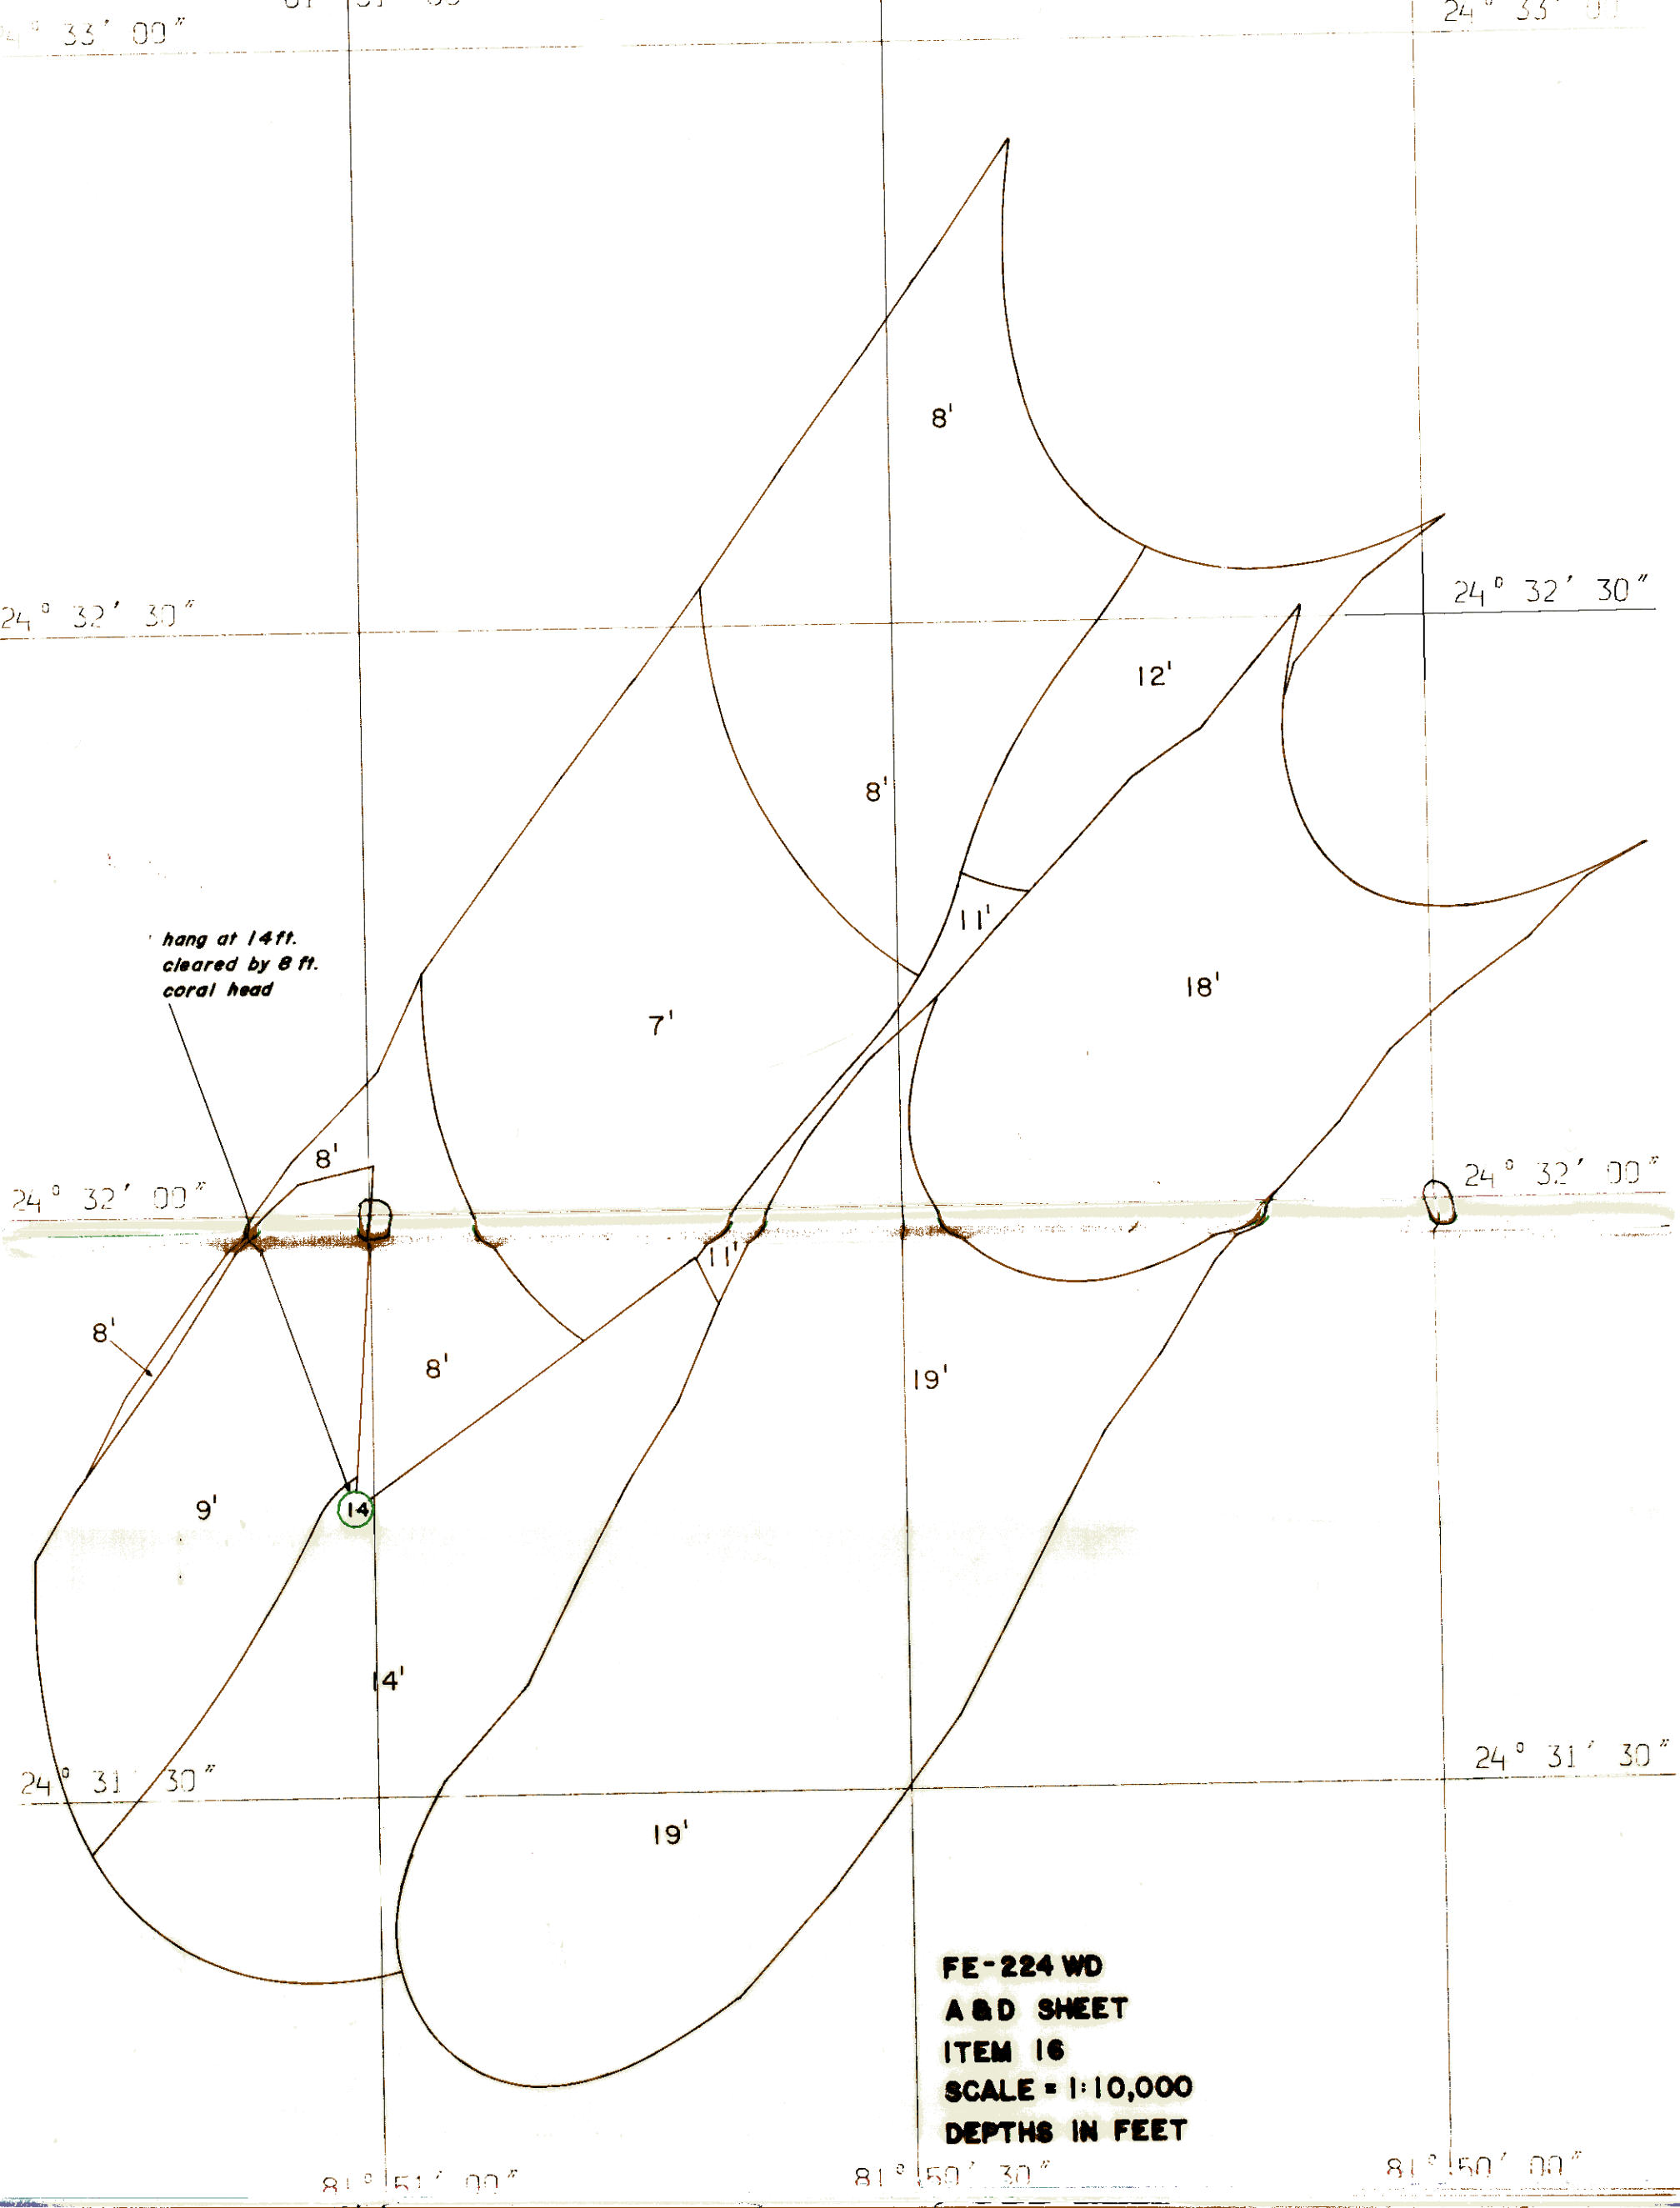 24° 33' 00"
24° 33' 00
8'
24° 32' 30"
24° 32' 30"
12'
8'
11'
hang at 14 ft.
cleared by 8 ft.
coral head
18'
7'
8'
24° 32' 00"
24° 32' 00"
11'
8'
8'
19'
9'
14
14'
24° 31' 30"
24° 31' 30"
19'
FE-224 WD
A & D SHEET
ITEM 16
SCALE = 1:10,000
DEPTHS IN FEET
81° 51' 00"
81° 50' 30"
81° 50' 00"